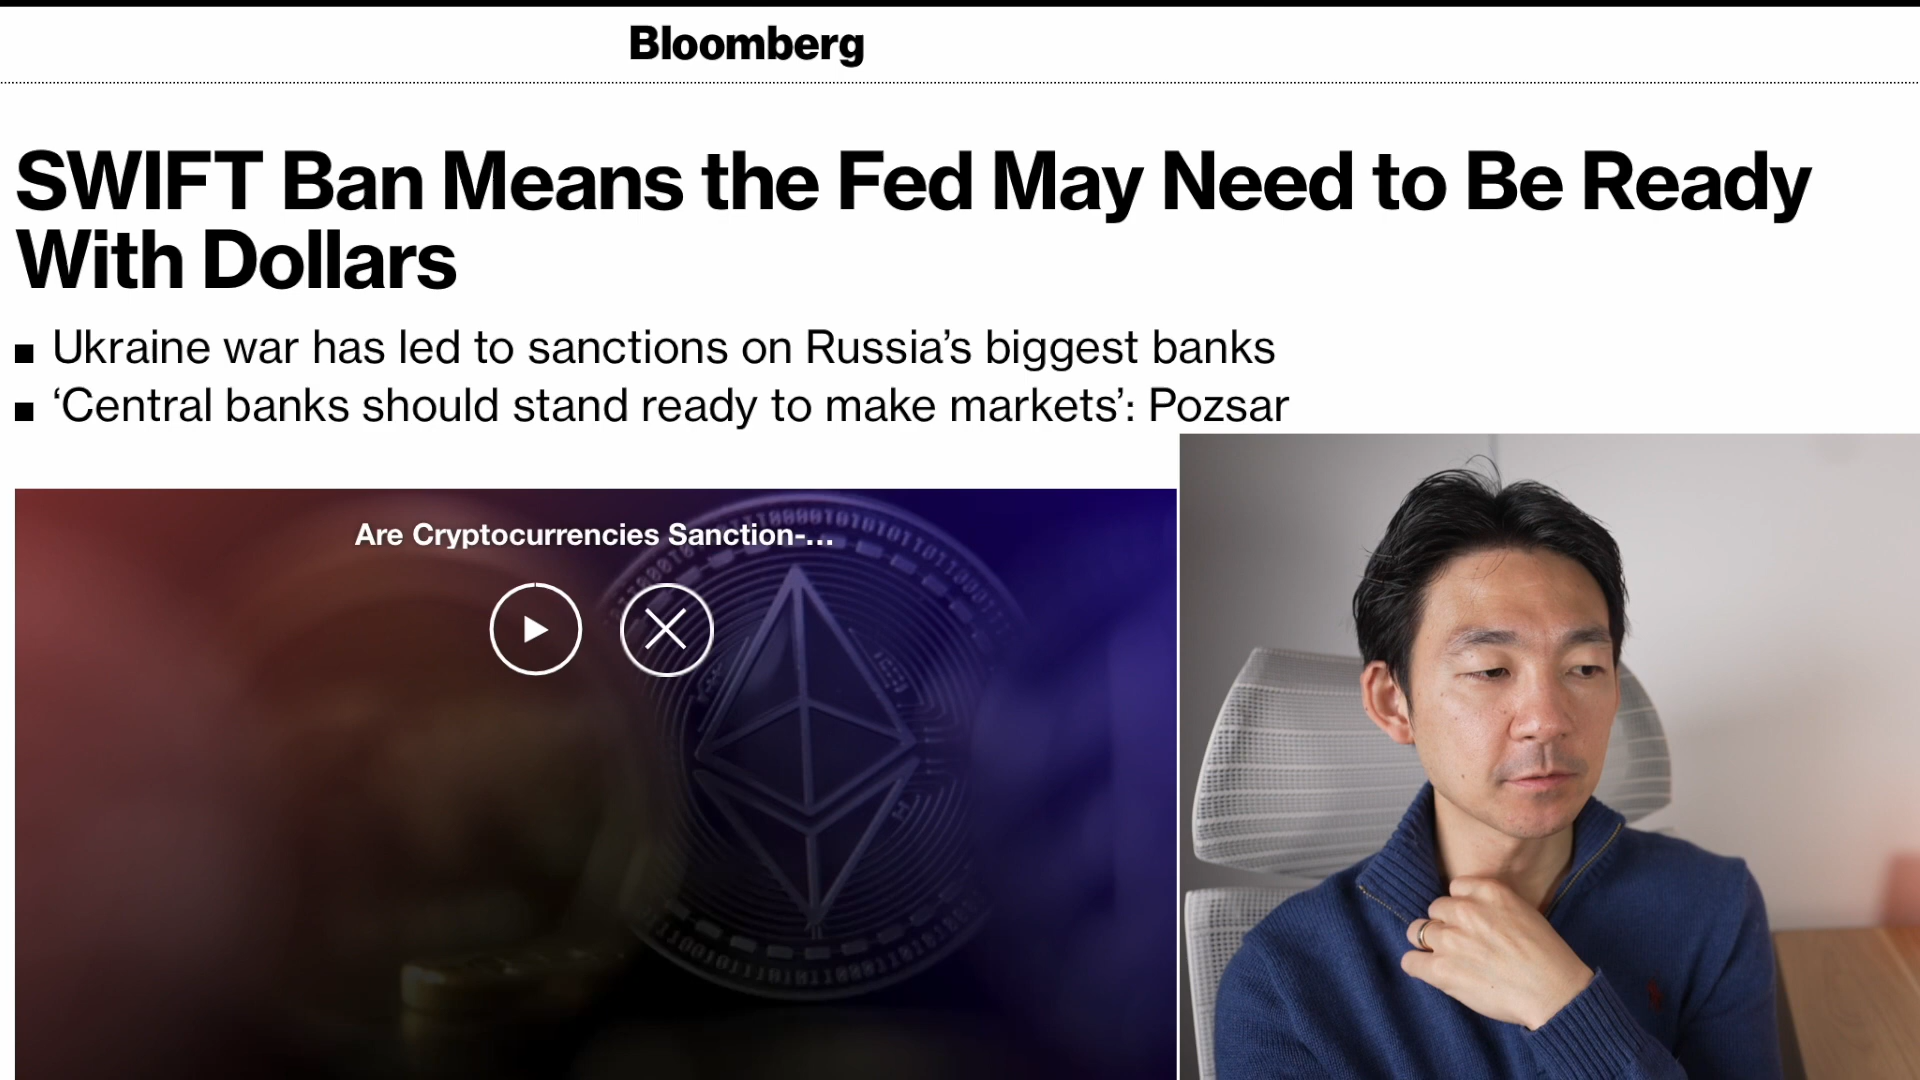 Bloomberg
SWIFT Ban Means the Fed May Need to Be Ready
With Dollars
■ Ukraine war has led to sanctions on Russia’s biggest banks
■ ‘Central banks should stand ready to make markets’: Pozsar
Are Cryptocurrencies Sanction-...